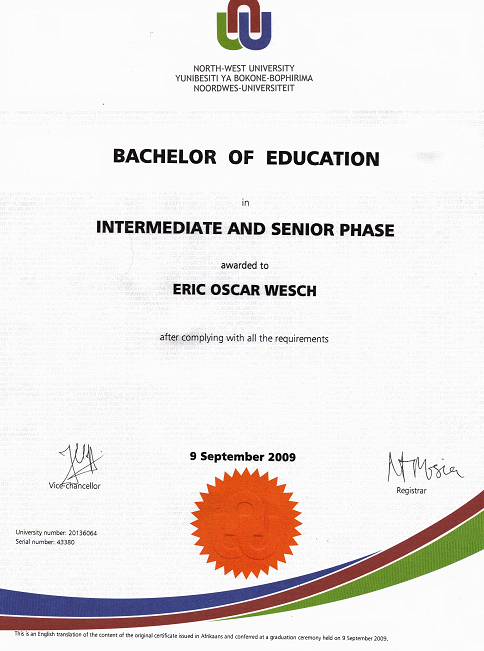 NORTH-WEST UNIVERSITY
YUNIBESITI YA BOKONE-BOPHIRIMA
NOORDWES-UNIVERSITEIT
BACHELOR OF EDUCATION
in
INTERMEDIATE AND SENIOR PHASE
awarded to
ERIC OSCAR WESCH
after complying with all the requirements
9 September 2009
Vice-chancellor
Registrar
University number: 20136064
Serial number: 43380
This is an English translation of the content of the original certificate issued in Afrikaans and conferred at a graduation ceremony held on 9 September 2009.